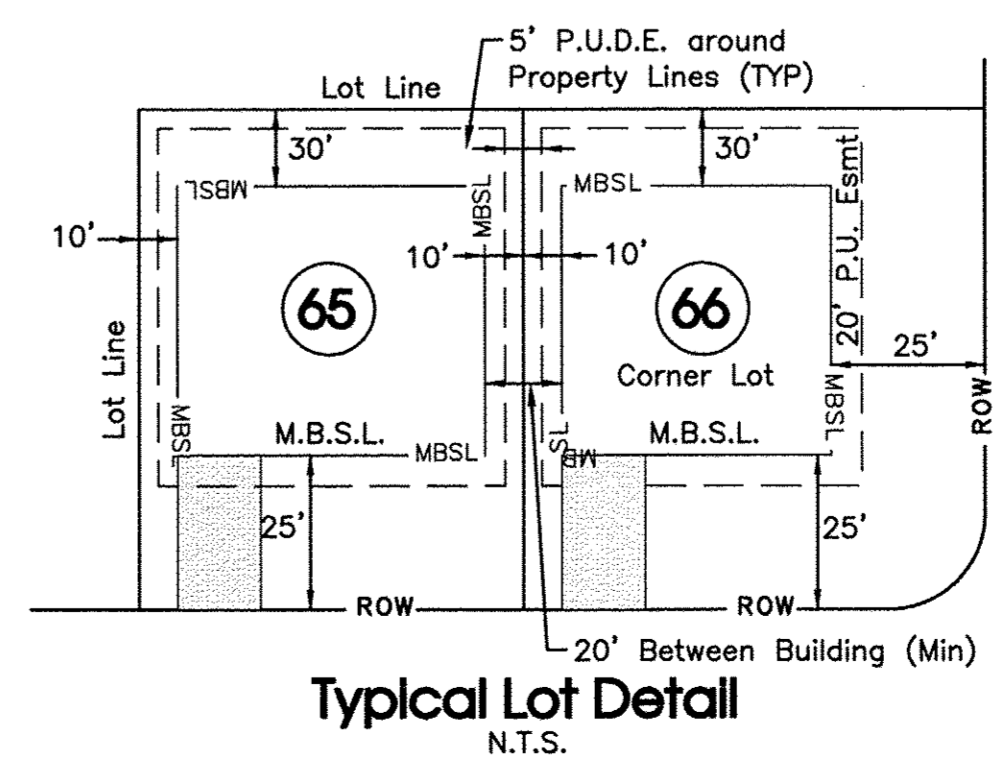 5' P.U.D.E. around
Property Lines (TYP)
Lot Line
30'
30'
MBSL
MBSL
MBSL
20' P.U. Esmt
10'
10'
10'
65
66
25'
Lot Line
Corner Lot
MBSL
ROW
MBSL
M.B.S.L.
MBSL
M.B.S.L.
MBSL
25'
25'
ROW
ROW
20' Between Building (Min)
Typical Lot Detail
N.T.S.